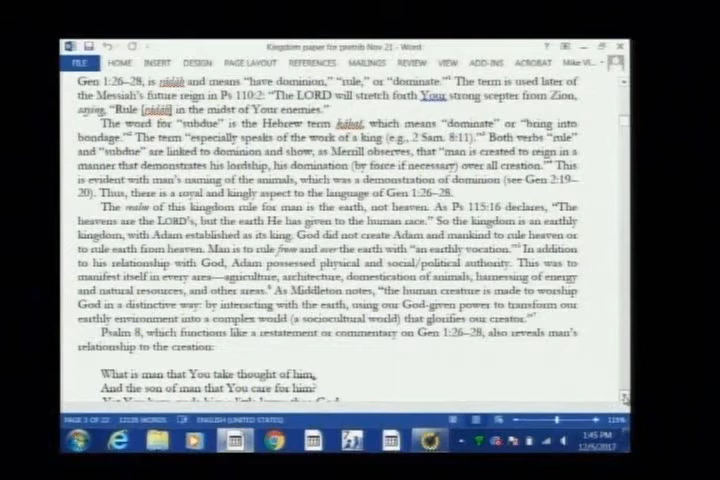 Kingdom paper for pretrib Nov 21 - Word
FILE HOME INSERT DESIGN PAGE LAYOUT REFERENCES MAILINGS REVIEW VIEW ADD-INS ACROBAT Mike Vl...
Gen 1:26–28, is rādāh and means “have dominion,” “rule,” or “dominate.” The term is used later of
the Messiah’s future reign in Ps 110:2: “The LORD will stretch forth Your strong scepter from Zion,
saying, “Rule [rādāh] in the midst of Your enemies.”
The word for “subdue” is the Hebrew term kābaš, which means “dominate” or “bring into
bondage.” The term “especially speaks of the work of a king (e.g., 2 Sam. 8:11).” Both verbs “rule”
and “subdue” are linked to dominion and show, as Merrill observes, that “man is created to reign in a
manner that demonstrates his lordship, his domination (by force if necessary) over all creation.” This
is evident with man’s naming of the animals, which was a demonstration of dominion (see Gen 2:19–
20). Thus, there is a royal and kingly aspect to the language of Gen 1:26–28.
The realm of this kingdom rule for man is the earth, not heaven. As Ps 115:16 declares, “The
heavens are the LORD’s, but the earth He has given to the human race.” So the kingdom is an earthly
kingdom, with Adam established as its king. God did not create Adam and mankind to rule heaven or
to rule earth from heaven. Man is to rule from and over the earth with “an earthly vocation.” In addition
to his relationship with God, Adam possessed physical and social/political authority. This was to
manifest itself in every area—agriculture, architecture, domestication of animals, harnessing of energy
and natural resources, and other areas. As Middleton notes, “the human creature is made to worship
God in a distinctive way: by interacting with the earth, using our God-given power to transform our
earthly environment into a complex world (a sociocultural world) that glorifies our creator.”
Psalm 8, which functions like a restatement or commentary on Gen 1:26–28, also reveals man’s
relationship to the creation:
What is man that You take thought of him,
And the son of man that You care for him?
PAGE 3 OF 22 ENGLISH (UNITED STATES)
1:45 PM